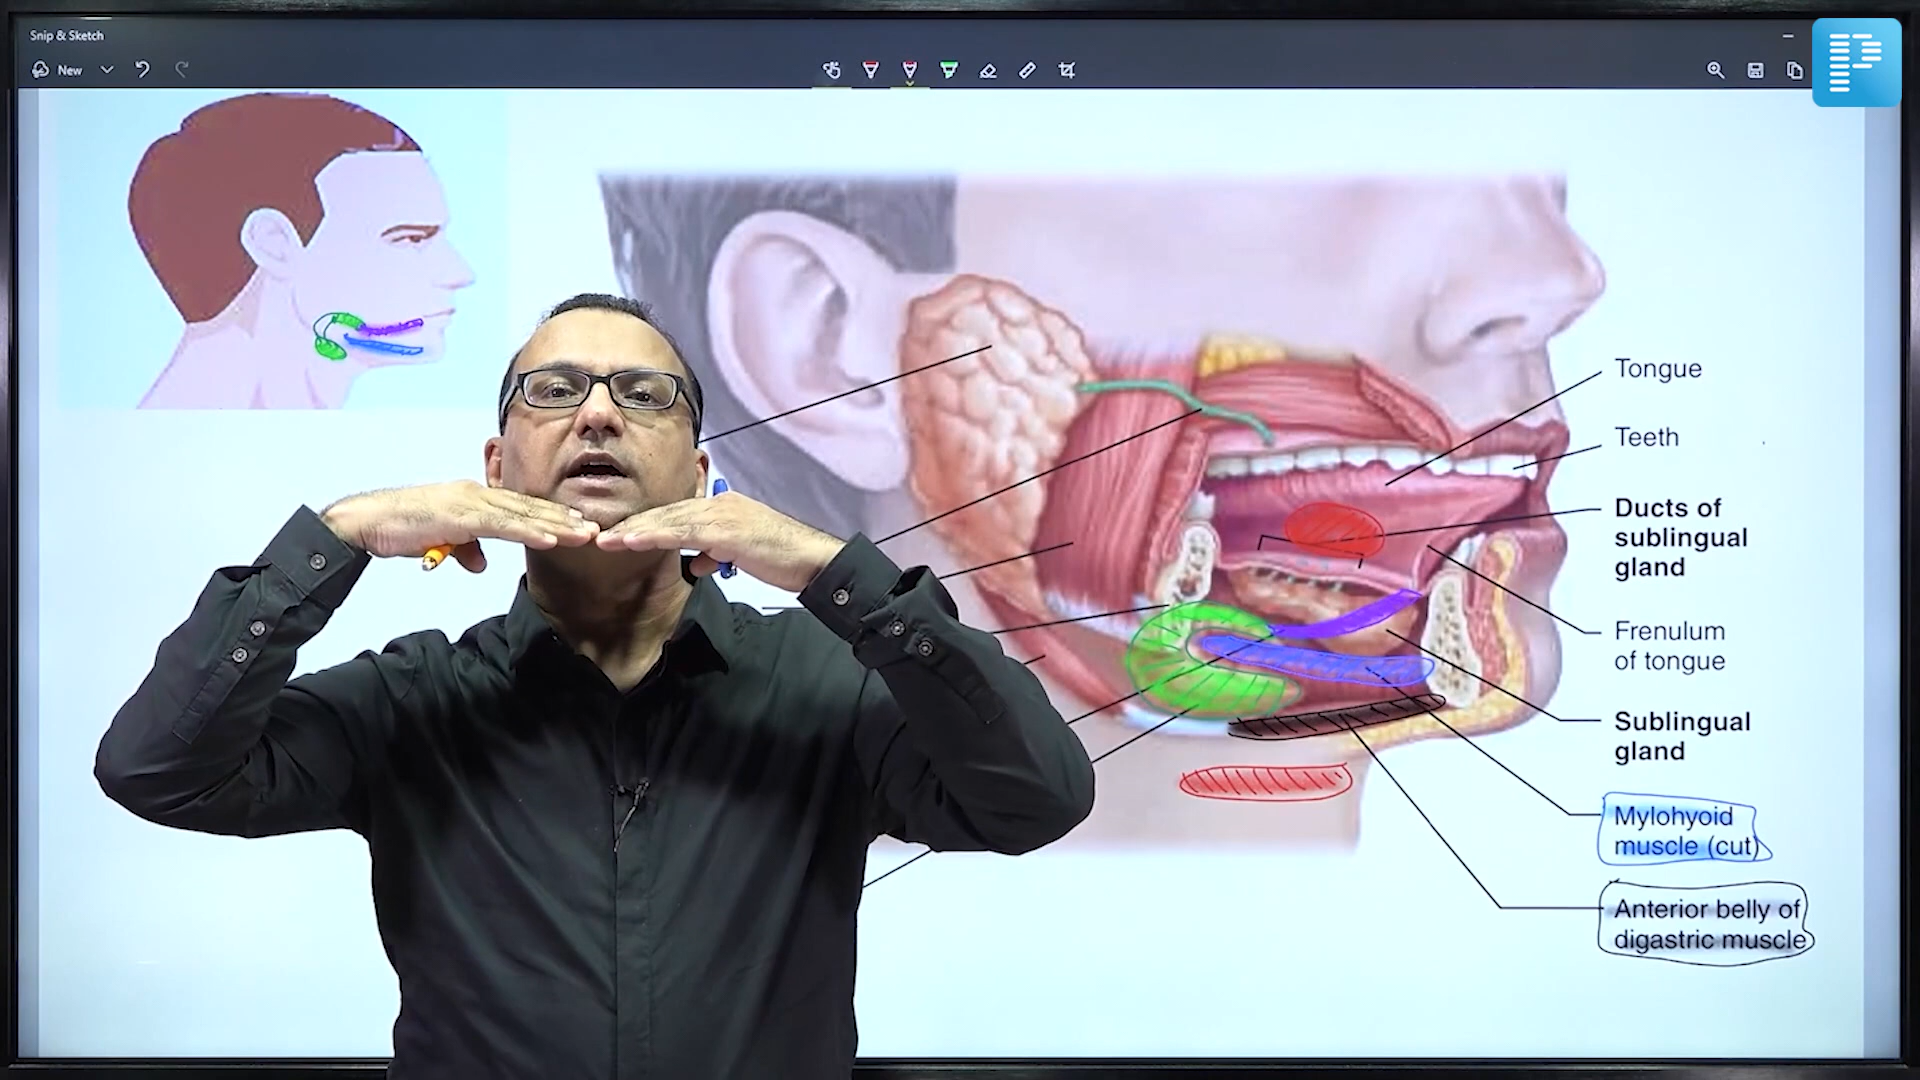 Snip & Sketch
New
Tongue
Teeth
Ducts of
sublingual
gland
Frenulum
of tongue
Sublingual
gland
Mylohyoid
muscle (cut)
Anterior belly of
digastric muscle